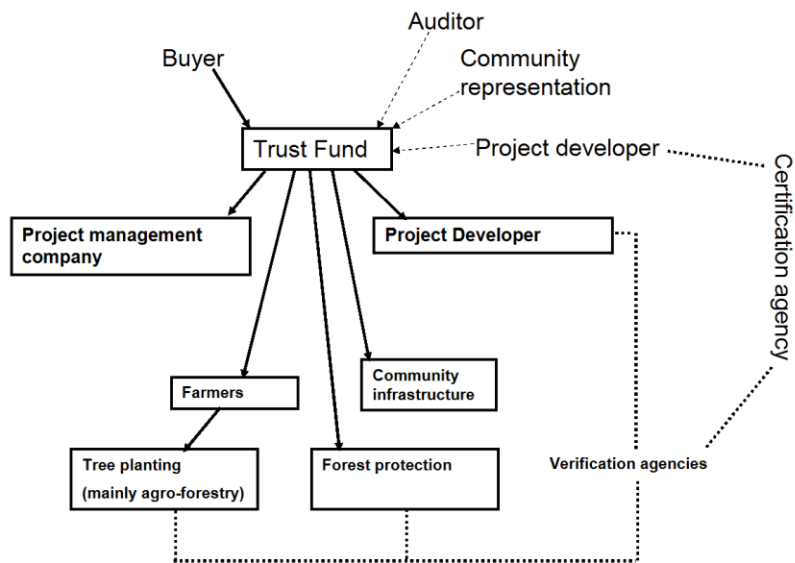 Auditor
Buyer
Community
representation
Trust Fund
Project developer
Certification agency
Project management
company
Project Developer
Farmers
Community
infrastructure
Tree planting
(mainly agro-forestry)
Forest protection
Verification agencies